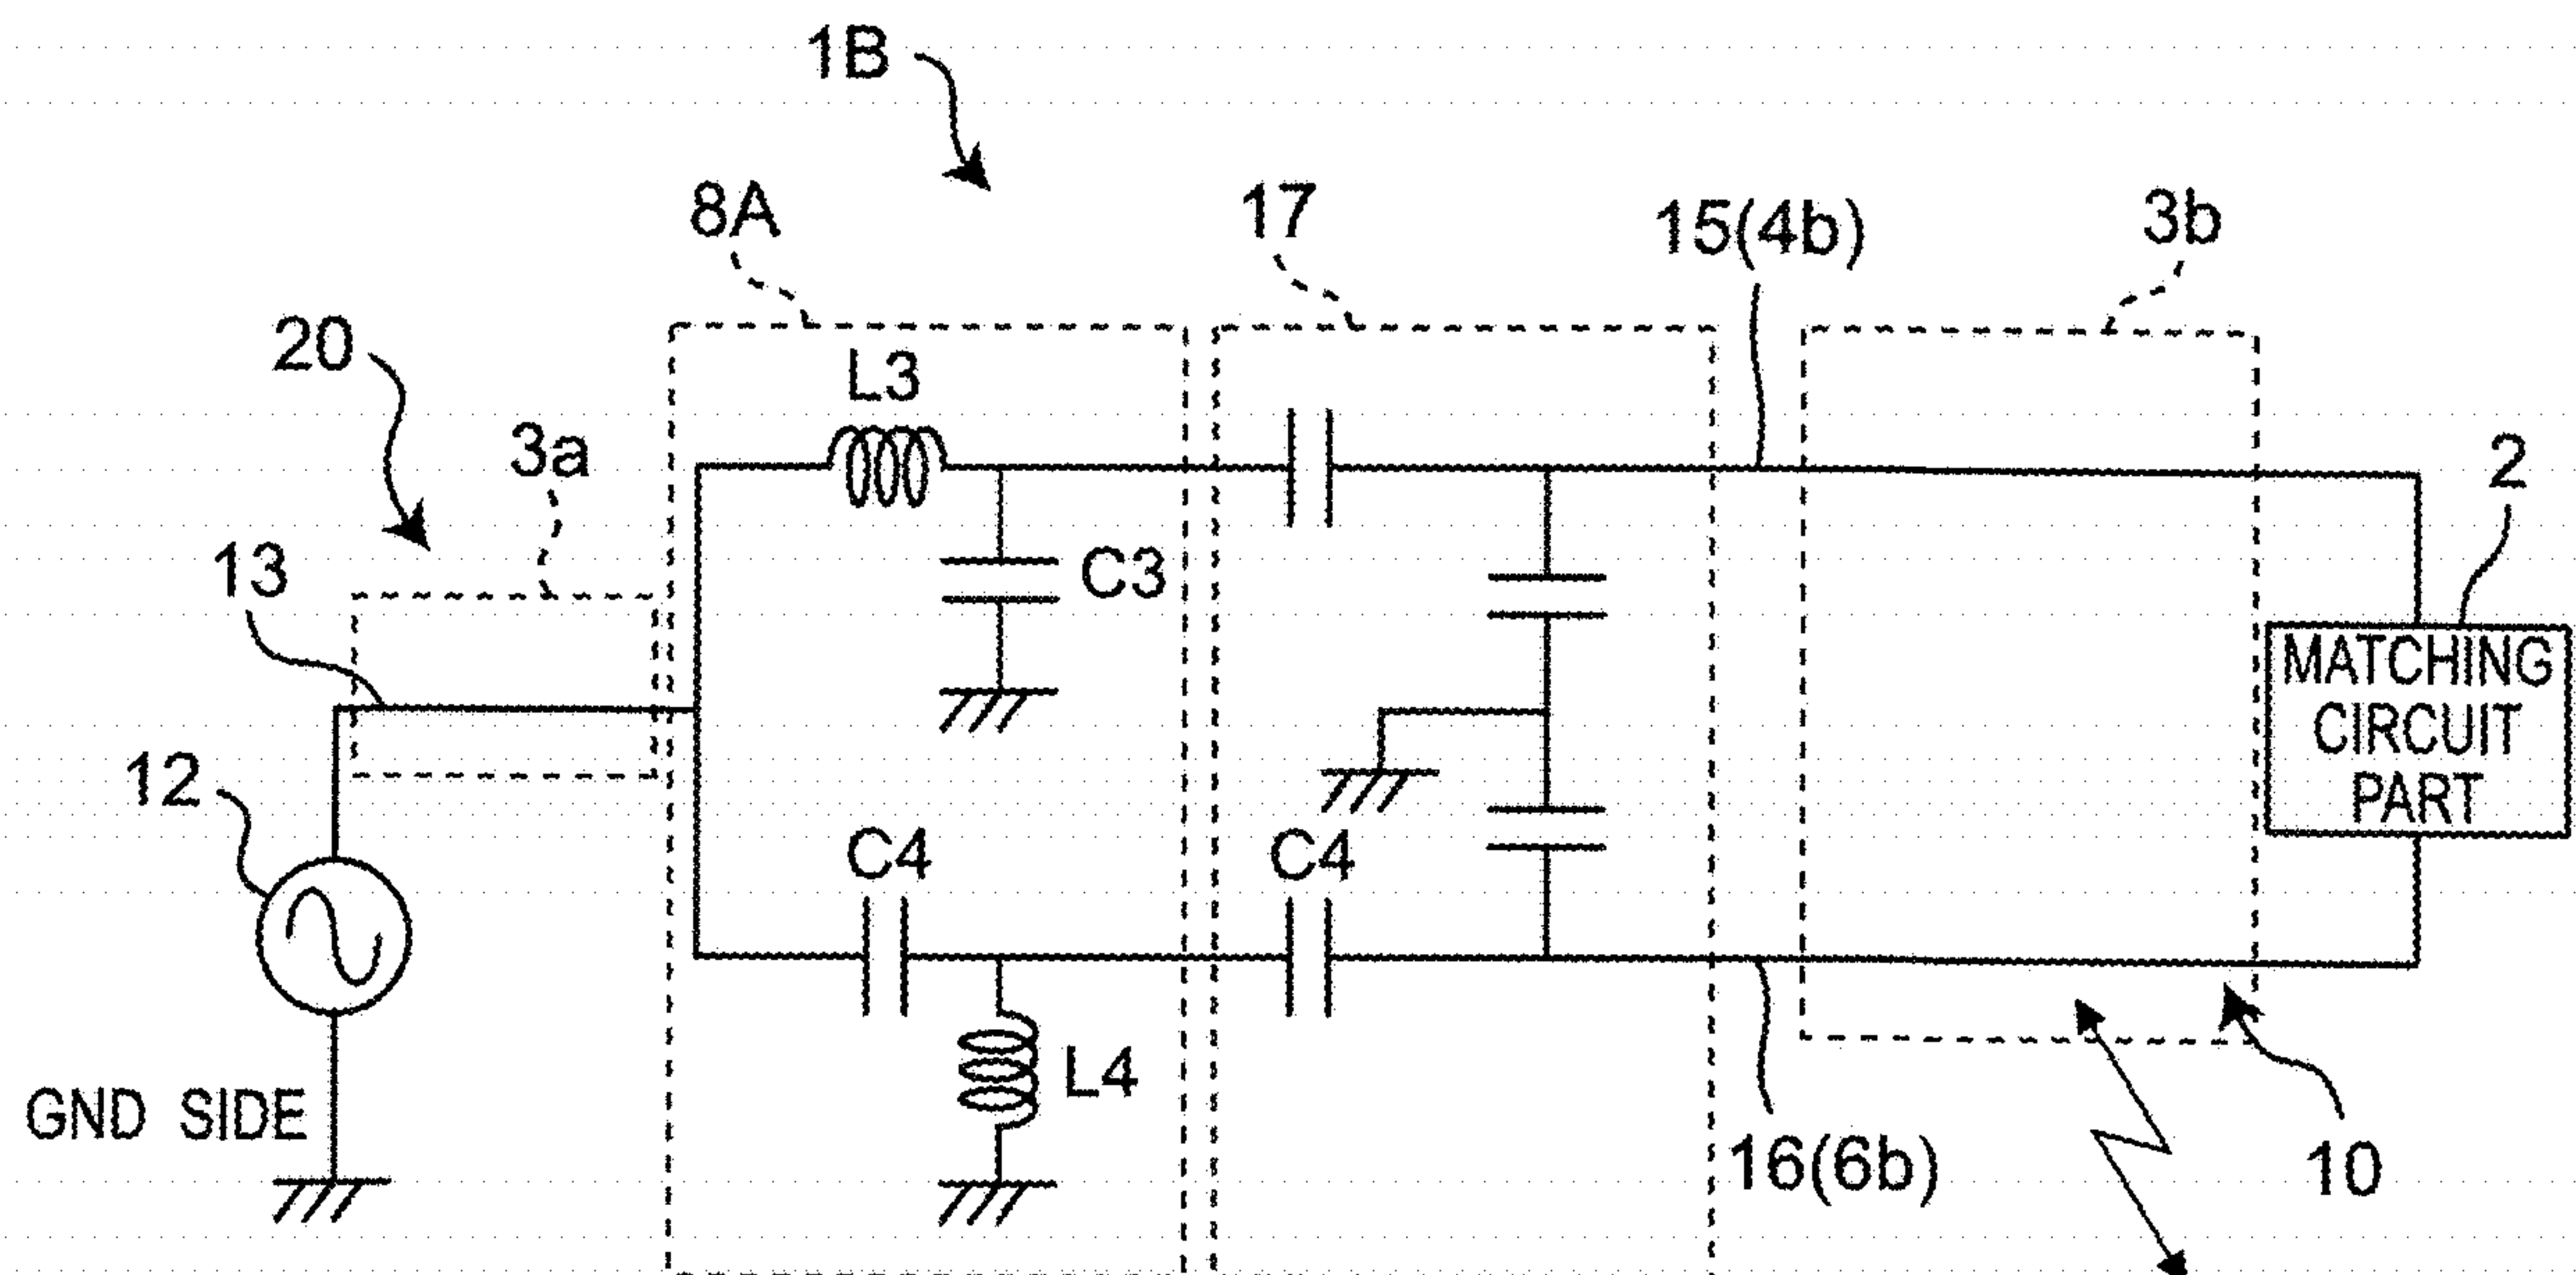 1B
8A
17
15(4b)
3b
20
L3
3a
2
13
C3
MATCHING
CIRCUIT
PART
12
C4
C4
L4
GND SIDE
16(6b)
10